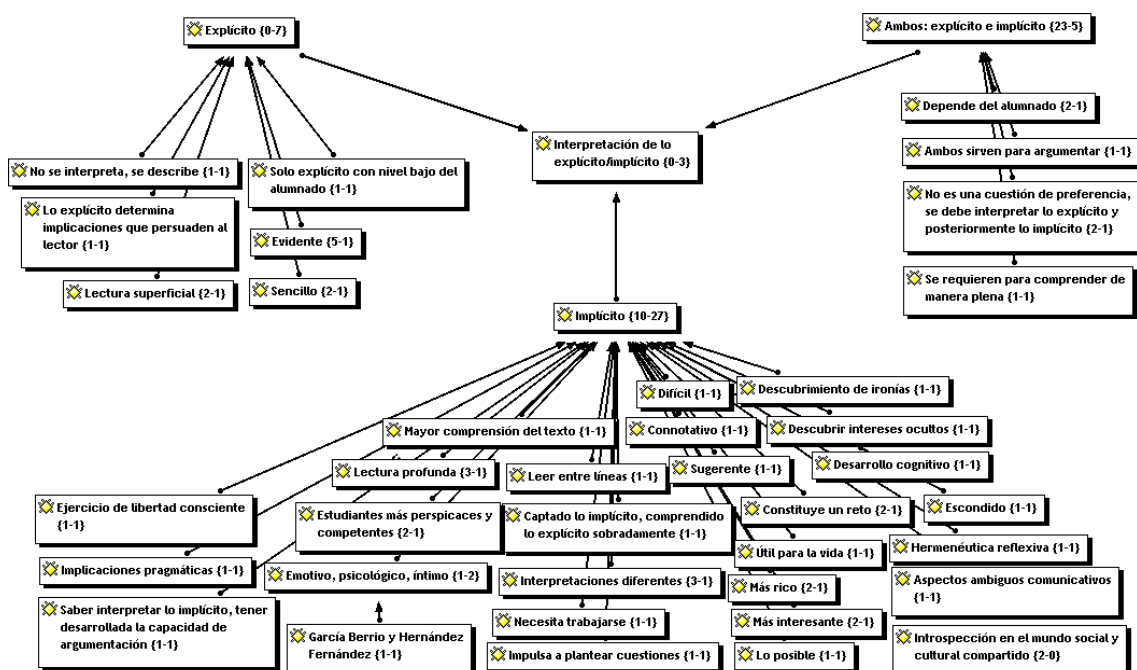 Explícito {0-7}
Ambos: explícito e implícito {23-5}
Depende del alumnado {2-1}
Interpretación de lo
explícito/implícito {0-3}
Ambos sirven para argumentar {1-1}
No se interpreta, se describe {1-1}
Solo explícito con nivel bajo del
alumnado {1-1}
No es una cuestión de preferencia,
se debe interpretar lo explícito y
posteriormente lo implícito {2-1}
Lo explícito determina
implicaciones que persuaden al
lector {1-1}
Evidente {5-1}
Se requieren para comprender de
manera plena {1-1}
Lectura superficial {2-1}
Sencillo {2-1}
Implícito {10-27}
Difícil {1-1}
Descubrimiento de ironías {1-1}
Mayor comprensión del texto {1-1}
Connotativo {1-1}
Descubrir intereses ocultos {1-1}
Lectura profunda {3-1}
Leer entre líneas {1-1}
Sugerente {1-1}
Desarrollo cognitivo {1-1}
Ejercicio de libertad consciente
{1-1}
Estudiantes más perspicaces y
competentes {2-1}
Captado lo implícito, comprendido
lo explícito sobradamente {1-1}
Constituye un reto {2-1}
Escondido {1-1}
Implicaciones pragmáticas {1-1}
Emotivo, psicológico, íntimo {1-2}
Interpretaciones diferentes {3-1}
Útil para la vida {1-1}
Hermenéutica reflexiva {1-1}
Más rico {2-1}
Aspectos ambiguos comunicativos
{1-1}
Saber interpretar lo implícito, tener
desarrollada la capacidad de
argumentación {1-1}
García Berrio y Hernández
Fernández {1-1}
Necesita trabajarse {1-1}
Más interesante {2-1}
Impulsa a plantear cuestiones {1-1}
Lo posible {1-1}
Introspección en el mundo social y
cultural compartido {2-0}